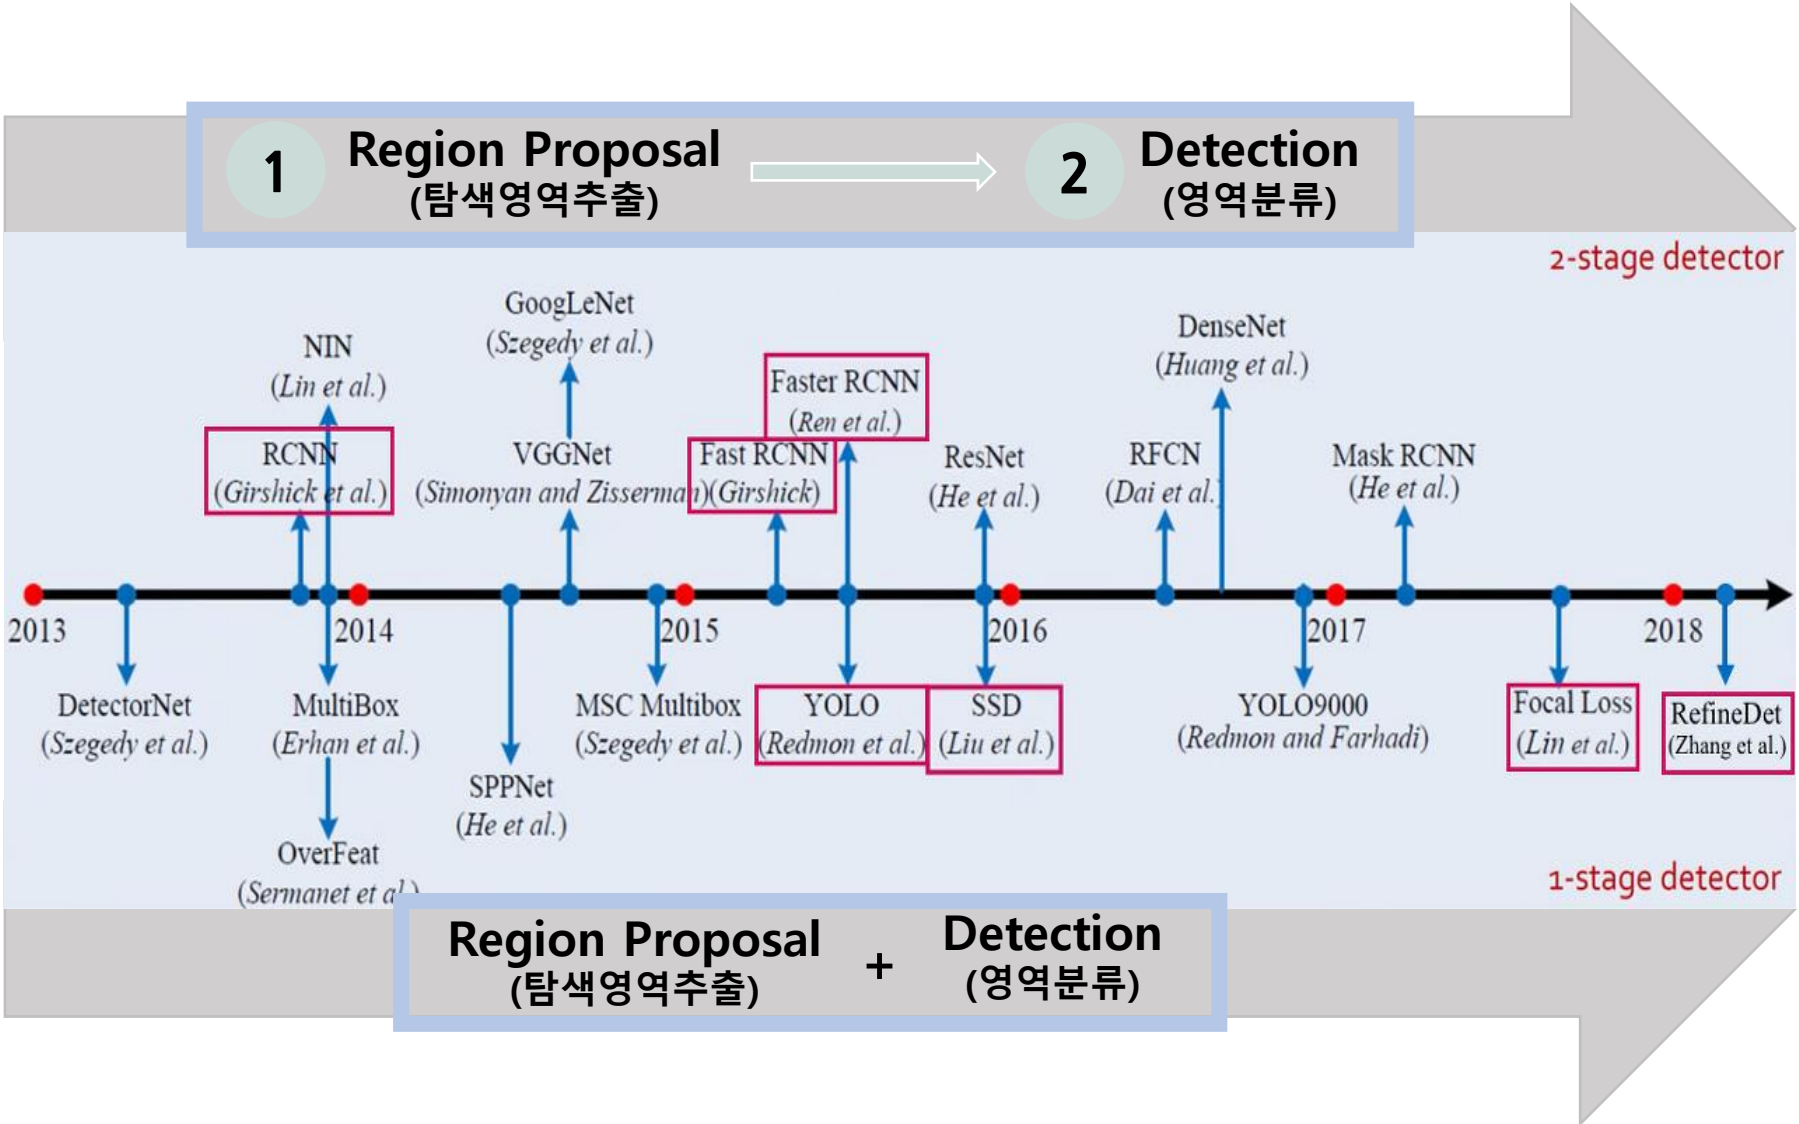 1
Region Proposal
(탐색영역추출)
2
Detection
(영역분류)
2-stage detector
GoogLeNet
(Szegedy et al.)
NIN
(Lin et al.)
DenseNet
(Huang et al.)
Faster RCNN
(Ren et al.)
RCNN
(Girshick et al.)
VGGNet
(Simonyan and Zisserman)
Fast RCNN
(Girshick)
ResNet
(He et al.)
RFCN
(Dai et al.
Mask RCNN
(He et al.)
2013
2014
2015
2016
2017
2018
DetectorNet
(Szegedy et al.)
MultiBox
(Erhan et al.)
MSC Multibox
(Szegedy et al.)
YOLO
(Redmon et al.)
SSD
(Liu et al.)
YOLO9000
(Redmon and Farhadi)
Focal Loss
(Lin et al.)
RefineDet
(Zhang et al.)
SPPNet
(He et al.)
OverFeat
(Sermanet et al.)
1-stage detector
Region Proposal
(탐색영역추출)
+
Detection
(영역분류)